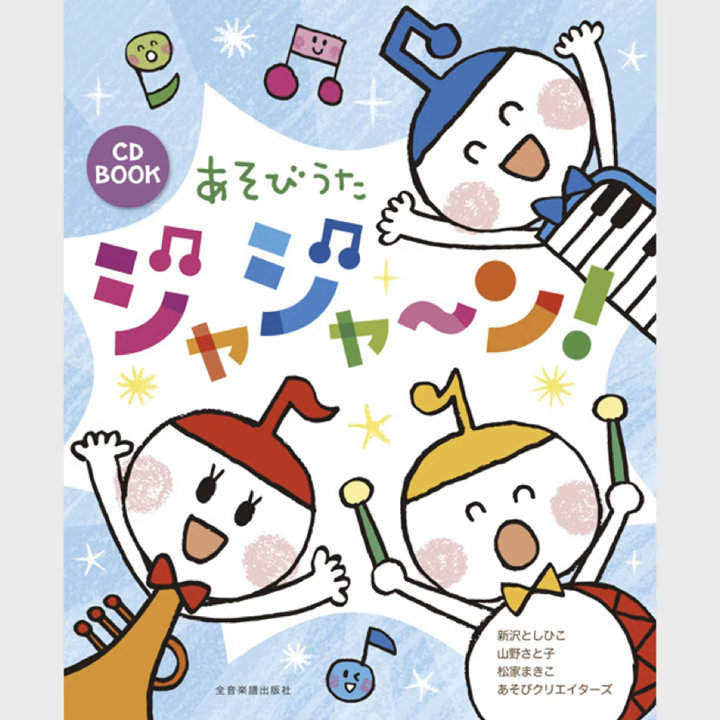 CD
BOOK
あそびうた
ジャジャ〜ン!
新沢としひこ
山野さと子
松家まきこ
あそびクリエイターズ
全音楽譜出版社